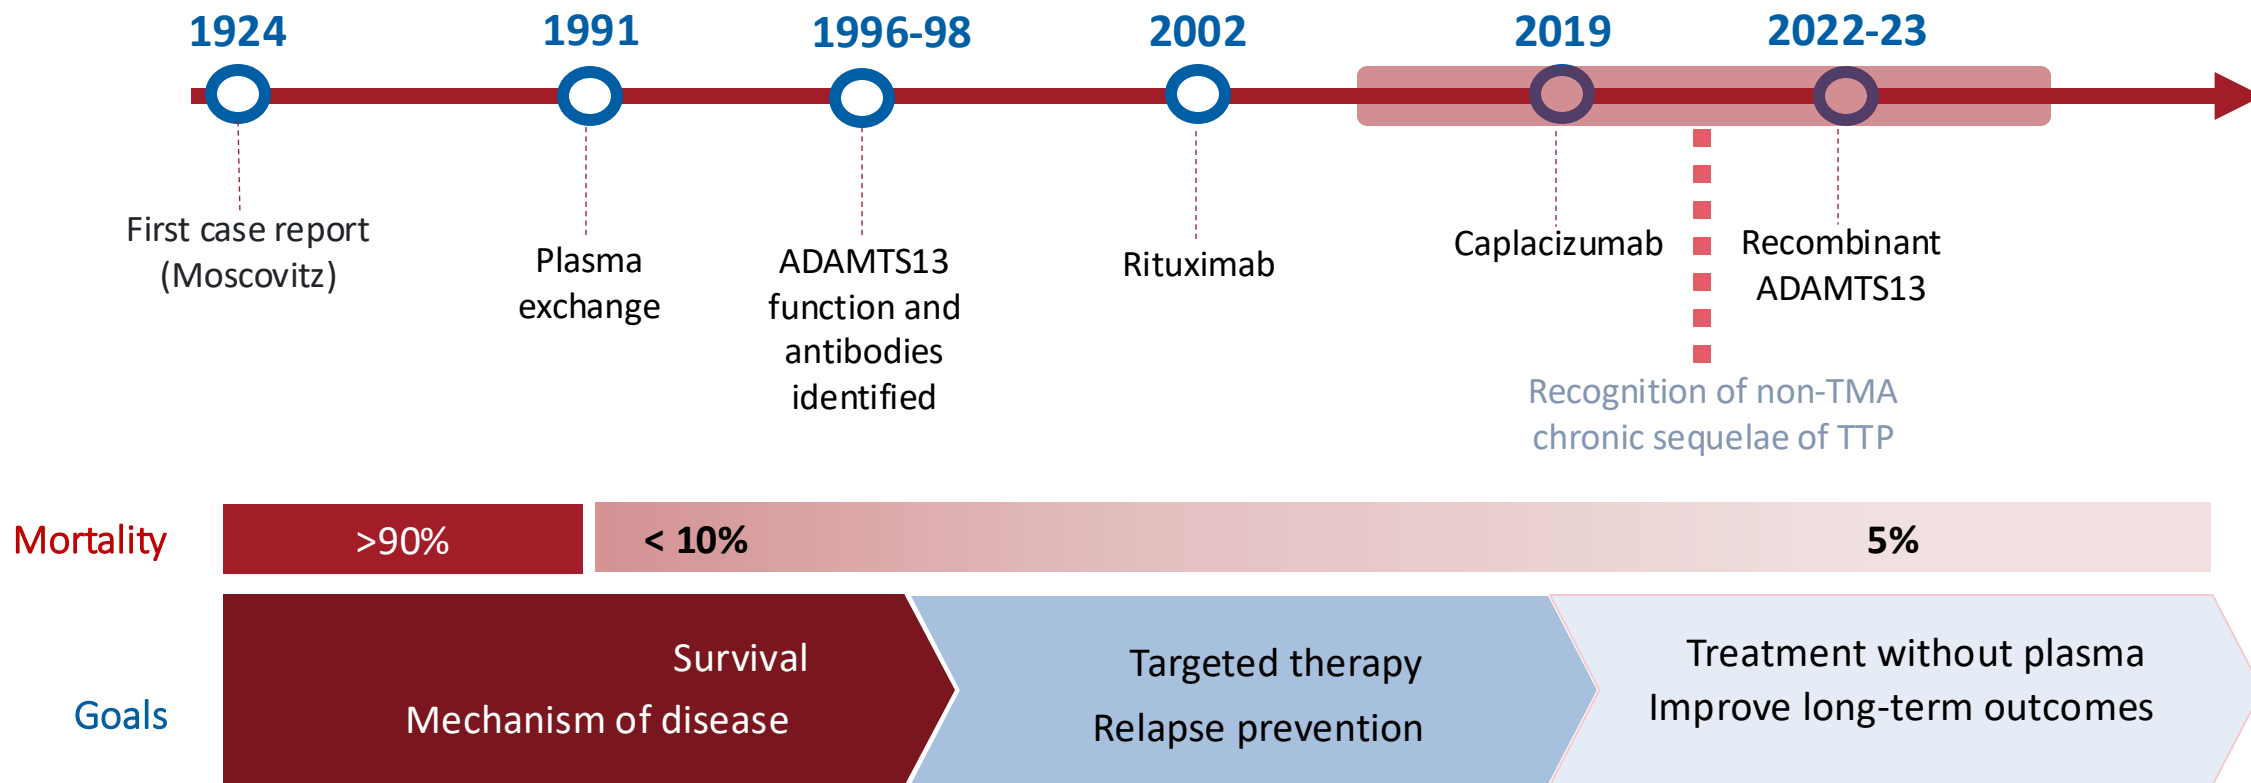 1924
1991
1996-98
2002
2019
2022-23
First case report
(Moscovitz)
Plasma
exchange
ADAMTS13
function and
antibodies
identified
Rituximab
Caplacizumab
Recombinant
ADAMTS13
Recognition of non-TMA
chronic sequelae of TTP
Mortality
>90%
< 10%
5%
Goals
Survival
Mechanism of disease
Targeted therapy
Relapse prevention
Treatment without plasma
Improve long-term outcomes